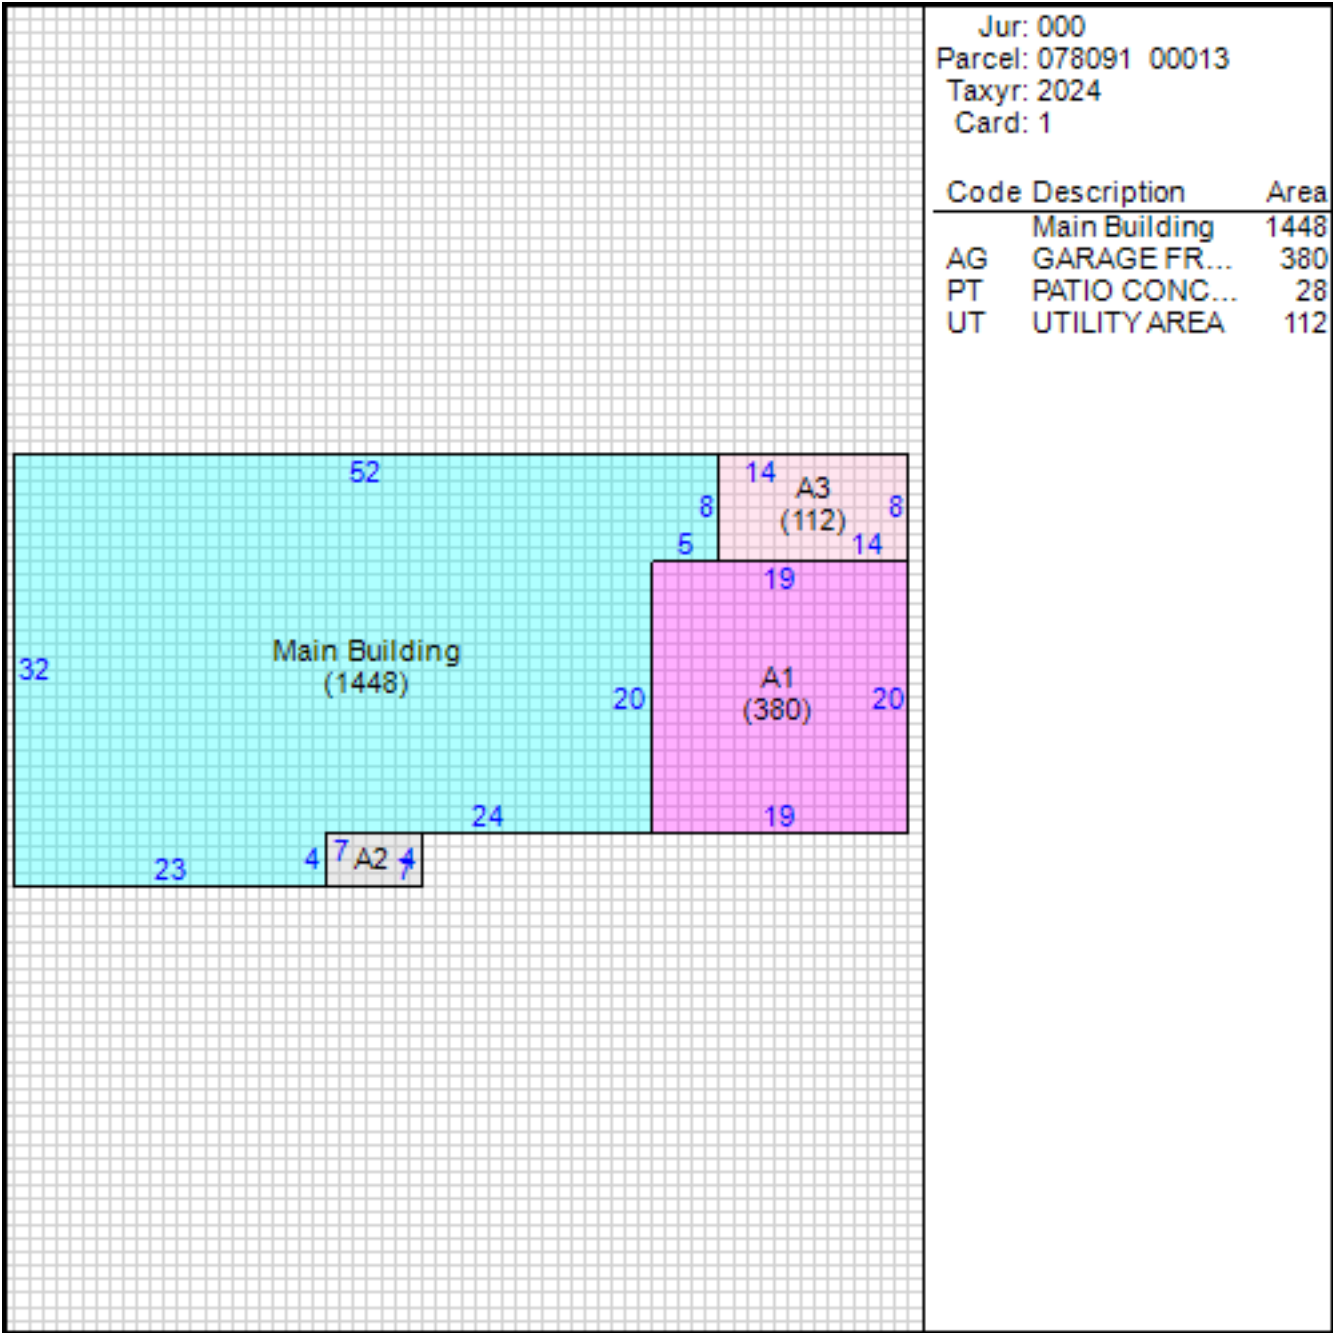 Jur: 000
Parcel: 078091 00013
Taxyr: 2024
Card: 1
Code Description Area
Main Building 1448
AG GARAGE FR... 380
PT PATIO CONC... 28
UT UTILITY AREA 112
52
14
A3
8
(112)
8
5
14
19
Main Building
(1448)
32
A1
(380)
20
20
24
19
23
4
7
A2
4
7